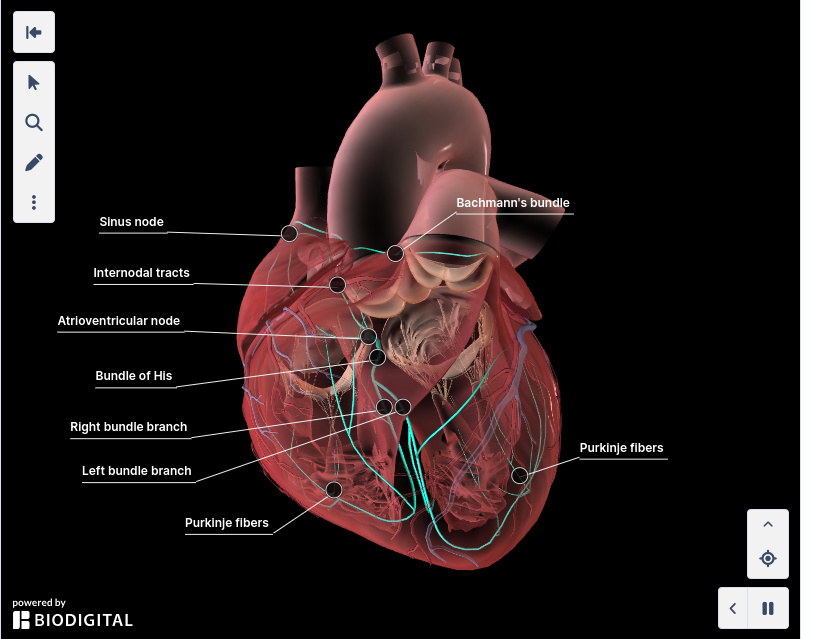 Bachmann's bundle
Sinus node
Internodal tracts
Atrioventricular node
Bundle of His
Right bundle branch
Purkinje fibers
Left bundle branch
Purkinje fibers
powered by
BIODIGITAL